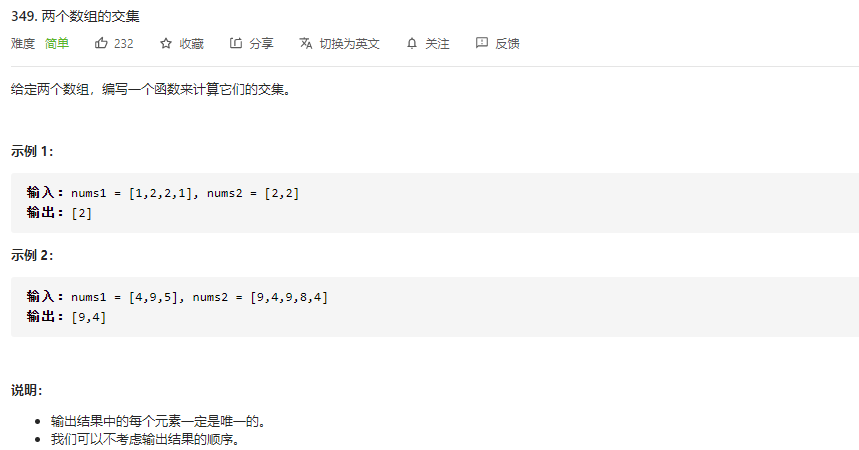 349. 两个数组的交集
难度 简单 232 收藏 分享 切换为英文 关注 反馈
给定两个数组，编写一个函数来计算它们的交集。
示例 1：
输入：nums1 = [1,2,2,1], nums2 = [2,2]
输出：[2]
示例 2：
输入：nums1 = [4,9,5], nums2 = [9,4,9,8,4]
输出：[9,4]
说明：
输出结果中的每个元素一定是唯一的。
我们可以不考虑输出结果的顺序。